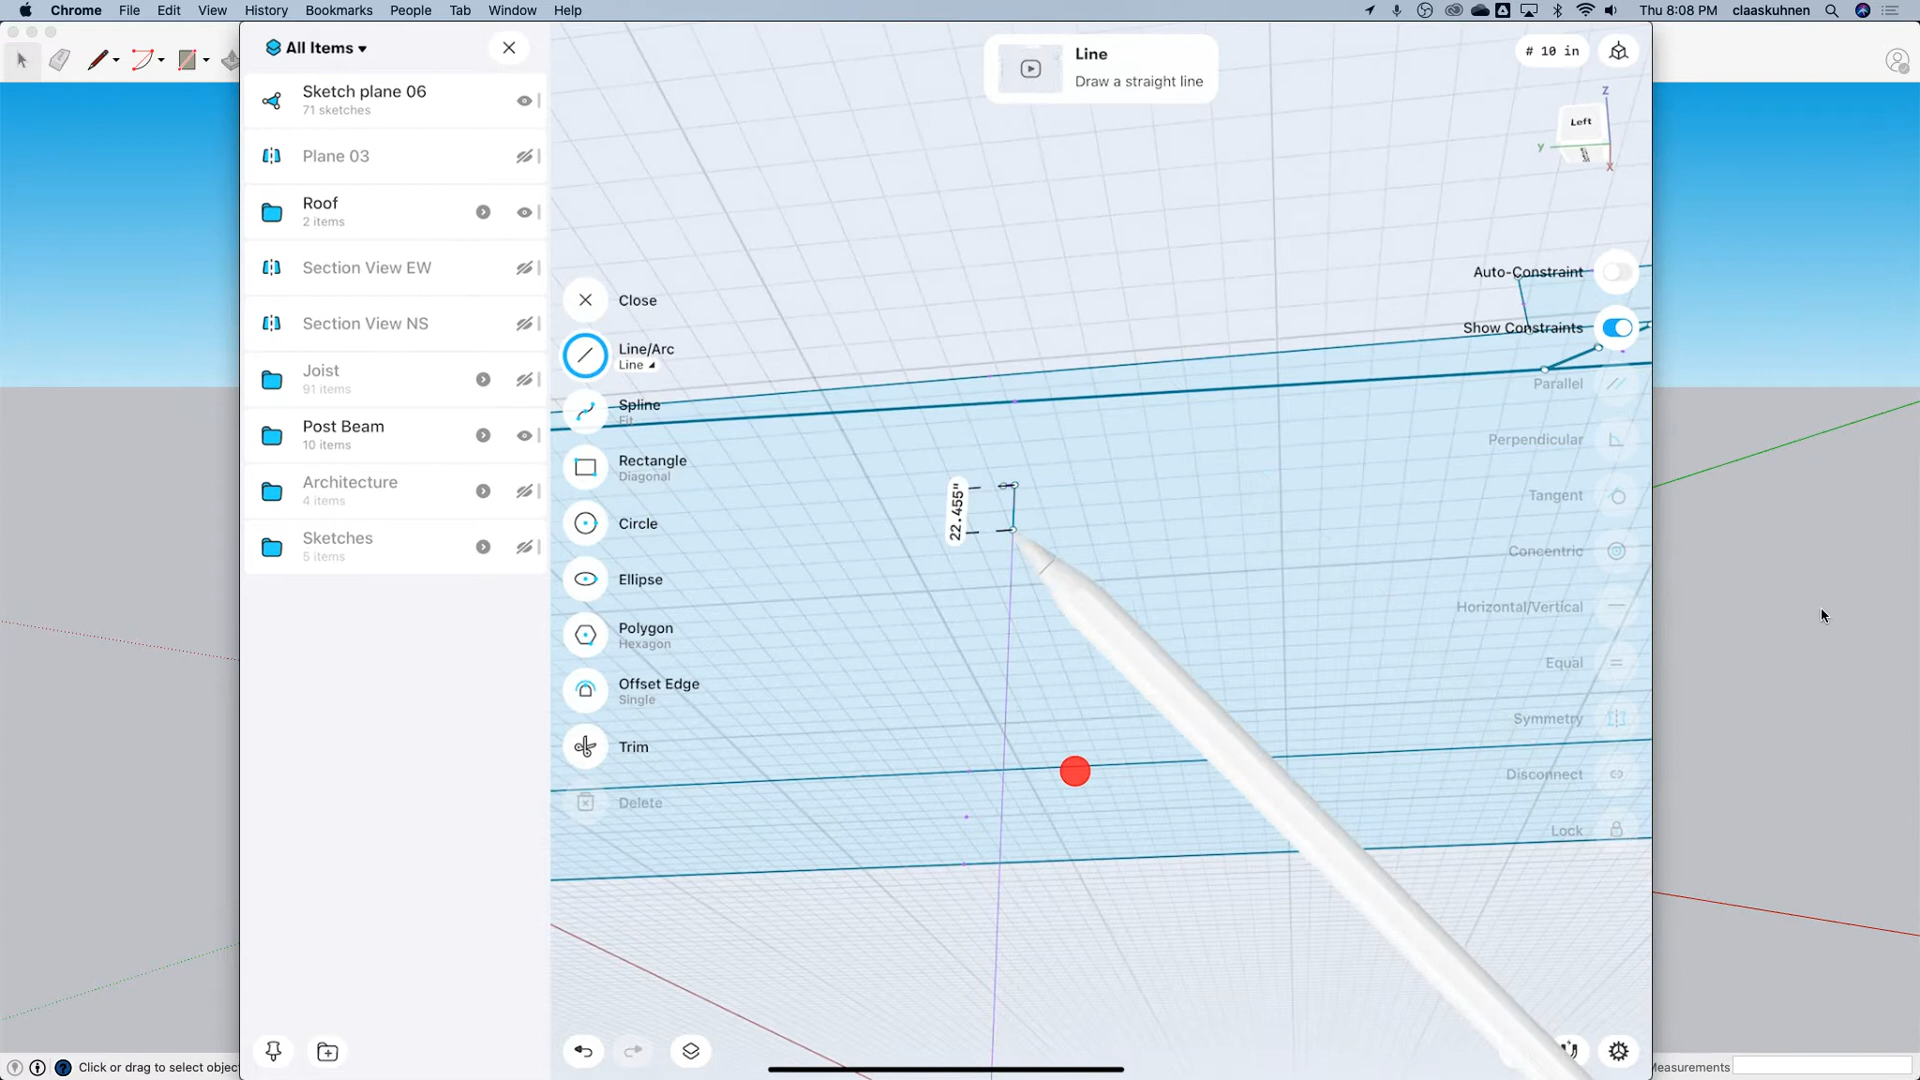 Chrome File Edit View History Bookmarks People Tab Window Help
Thu 8:08 PM claaskuhnen
All Items
Sketch plane 06
71 sketches
Plane 03
Roof
2 items
Section View EW
Section View NS
Joist
91 items
Post Beam
10 items
Architecture
4 items
Sketches
5 items
Line
Draw a straight line
# 10 in
Z
Left
Y
X
Close
Line/Arc
Line
Spline
Fit
Rectangle
Diagonal
Circle
Ellipse
Polygon
Hexagon
Offset Edge
Single
Trim
Delete
22.455"
Auto-Constraint
Show Constraints
Parallel
Perpendicular
Tangent
Concentric
Horizontal/Vertical
Equal
Symmetry
Disconnect
Lock
Click or drag to select objec
Measurements